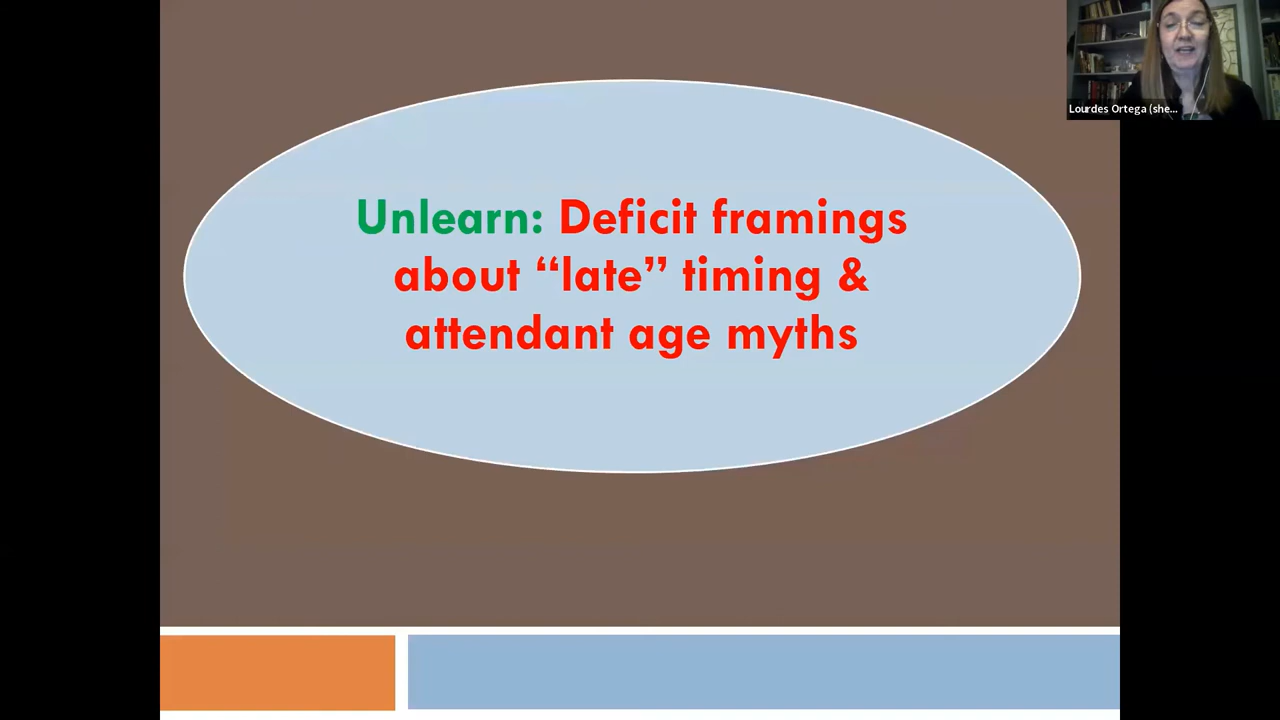 Unlearn: Deficit framings
about “late” timing &
attendant age myths
Lourdes Ortega (she...